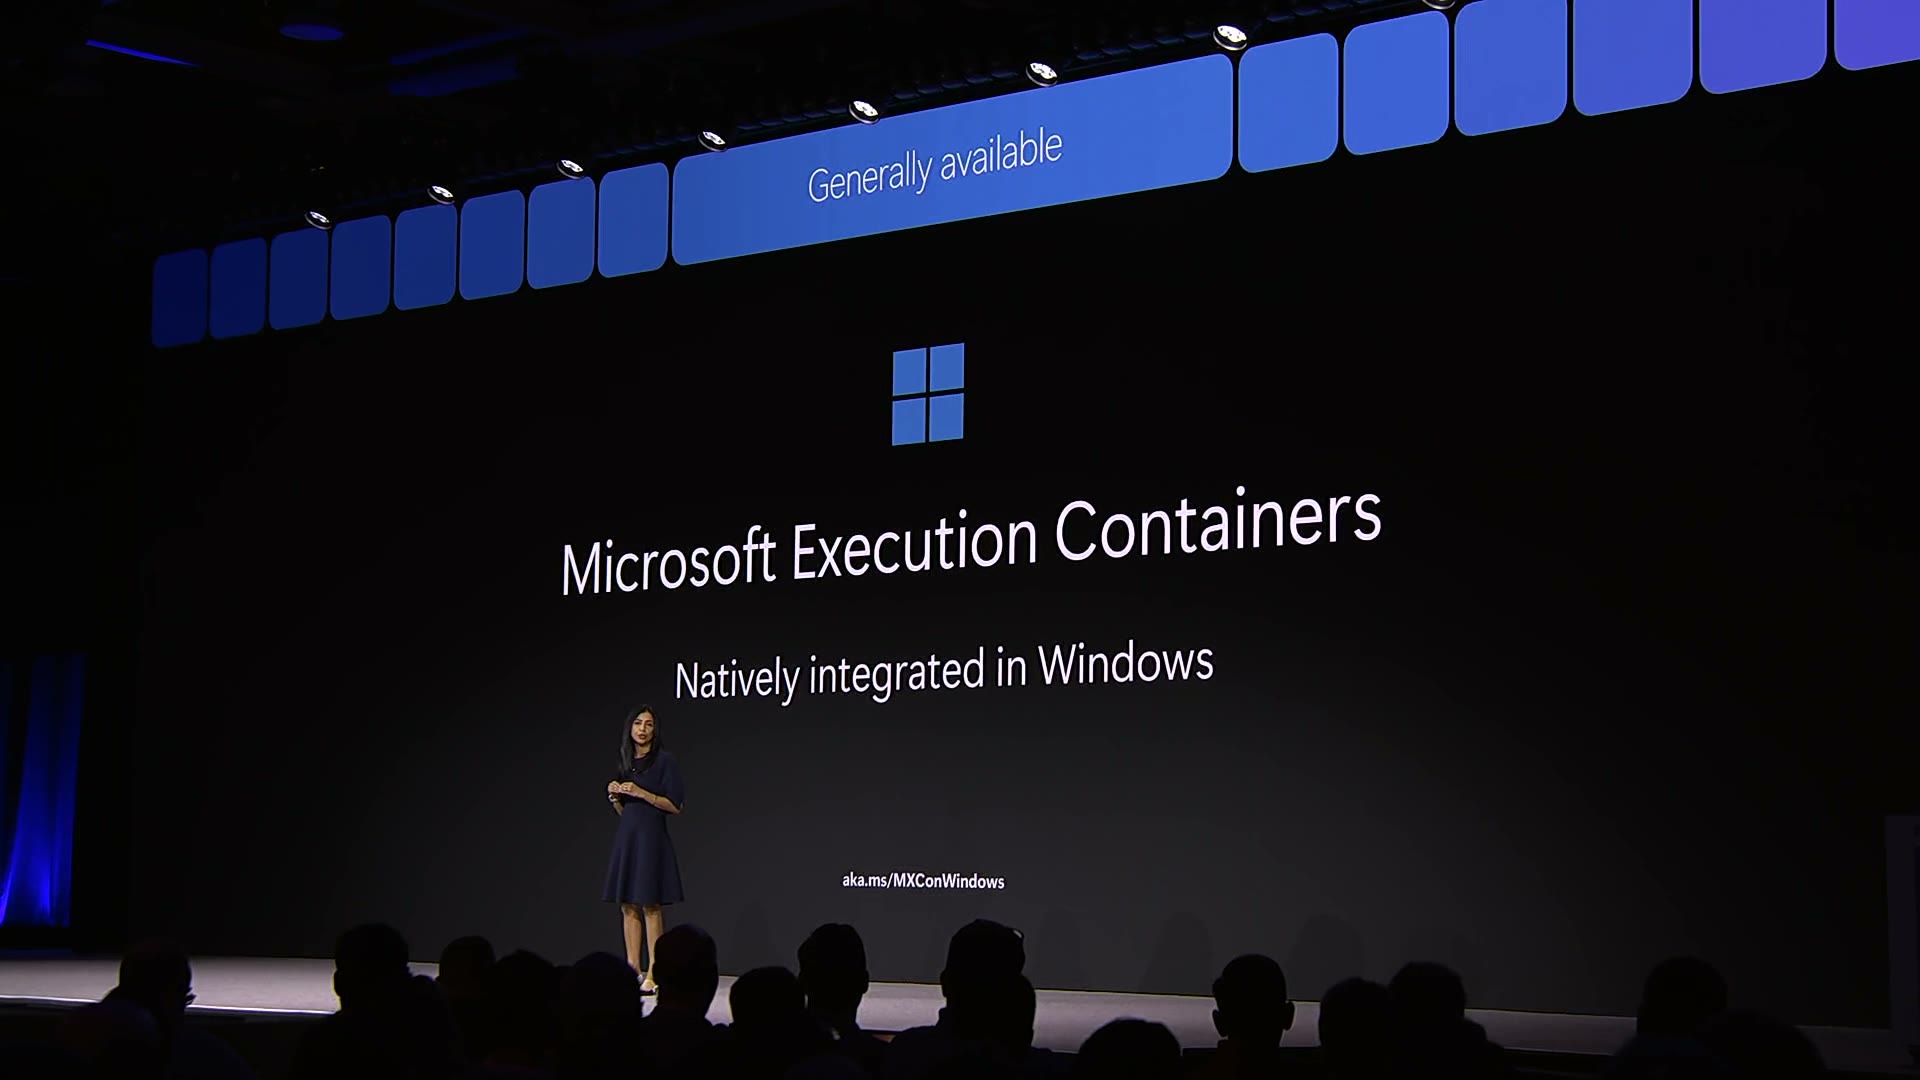 Generally available
Microsoft Execution Containers
Natively integrated in Windows
aka.ms/MXConWindows